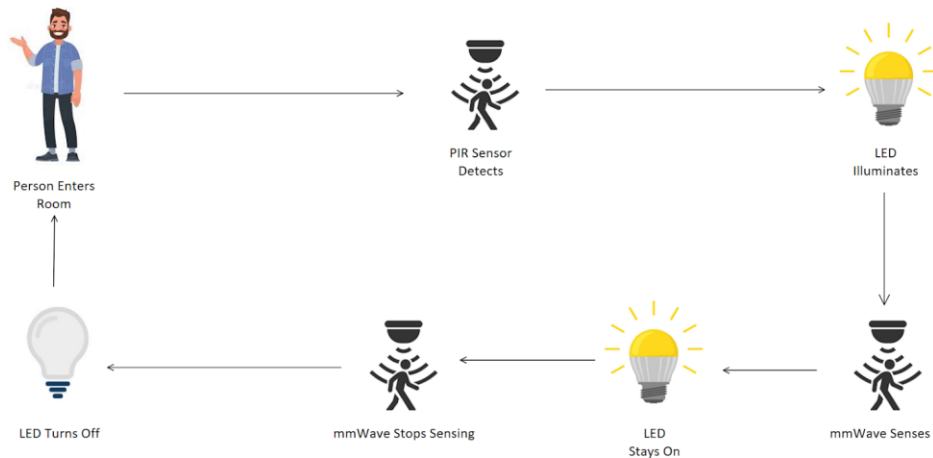 PIR Sensor
Detects
LED
Illuminates
Person Enters
Room
LED Turns Off
mmWave Stops Sensing
LED
Stays On
mmWave Senses